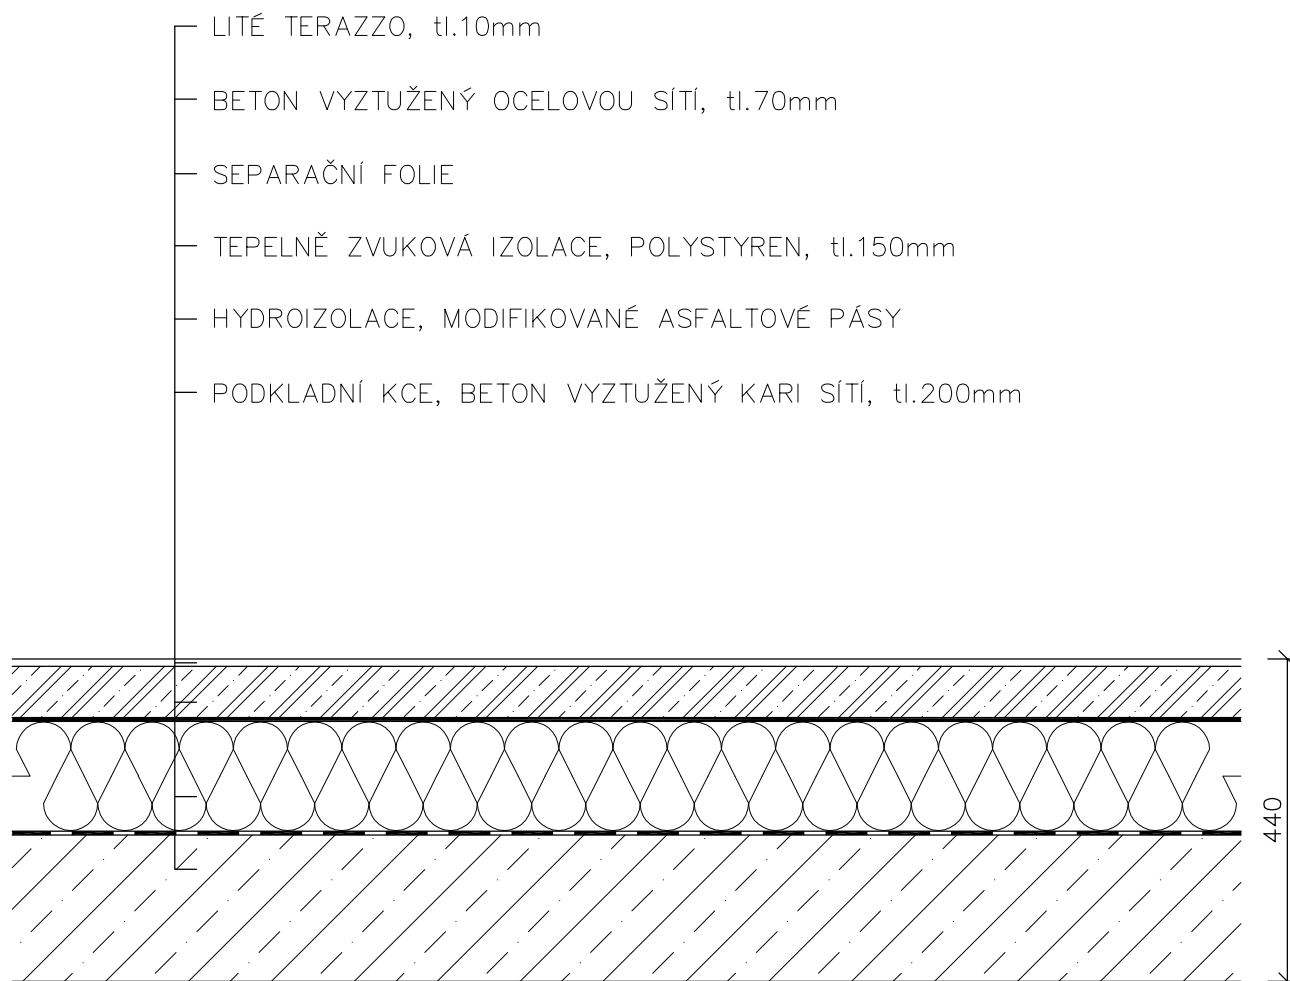 LITÉ TERAZZO, tl.10mm
BETON VYZTUŽENÝ OCELOVOU SÍTÍ, tl.70mm
SEPARAČNÍ FOLIE
TEPELNĚ ZVUKOVÁ IZOLACE, POLYSTYREN, tl.150mm
HYDROIZOLACE, MODIFIKOVANÉ ASFALTOVÉ PÁSY
PODKLADNÍ KCE, BETON VYZTUŽENÝ KARI SÍTÍ, tl.200mm
440